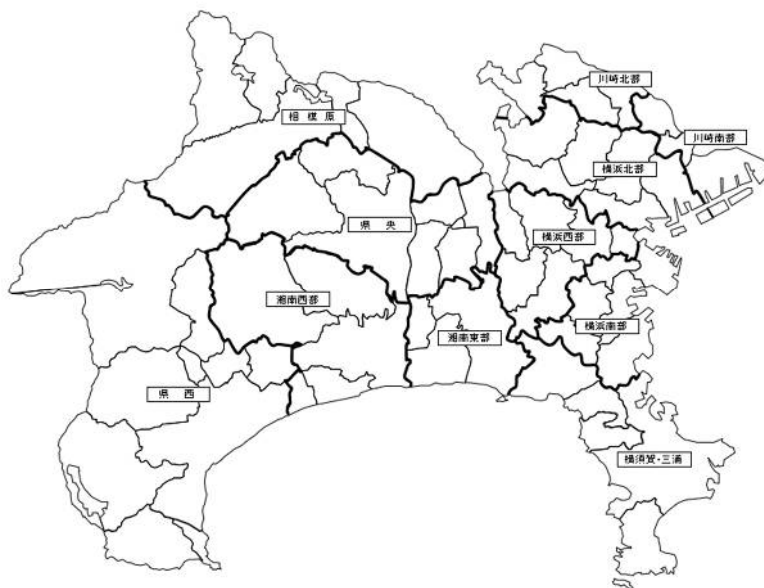 川崎北部
相模原
川崎南部
横浜北部
県央
横浜西部
湘南西部
横浜南部
湘南東部
県西
横須賀・三浦